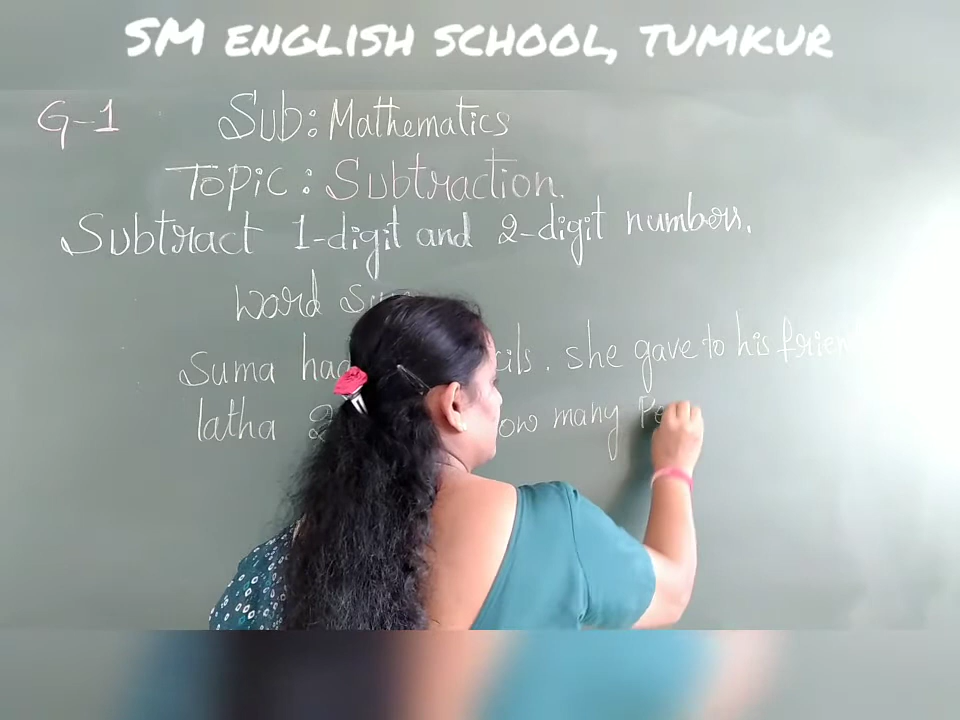 SM ENGLISH SCHOOL, TUMKUR
G-1 Sub: Mathematics
Topic: Subtraction.
Subtract 1-digit and 2-digit numbers.
Word
Suma had . she gave to his
latha many